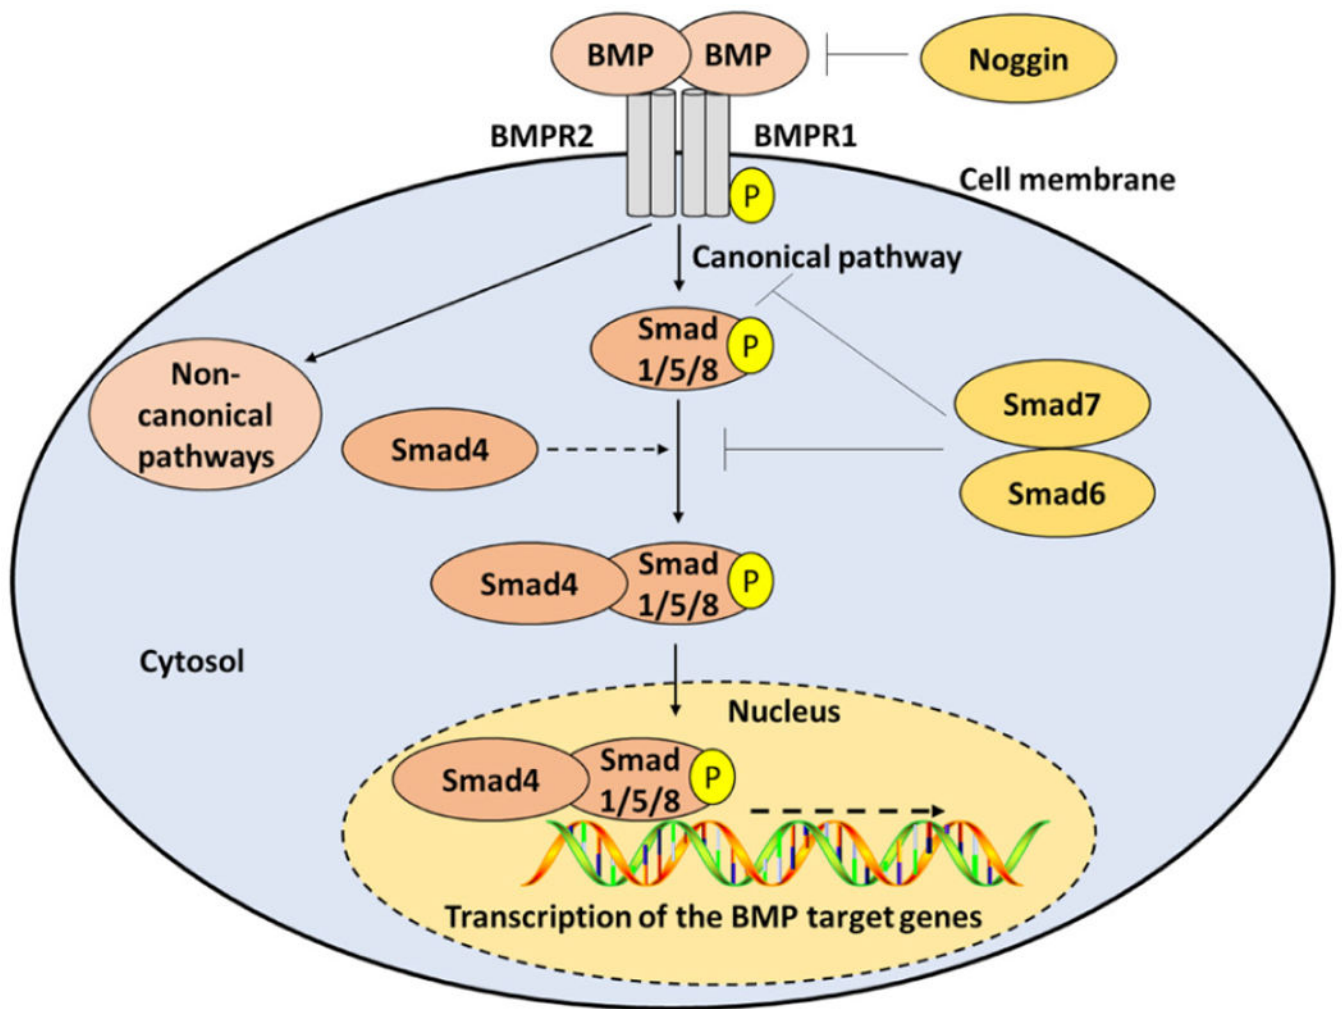 BMP
BMP
Noggin
BMPR2
BMPR1
Cell membrane
P
Canonical pathway
Smad
1/5/8
P
Non-
canonical
pathways
Smad7
Smad4
Smad6
Smad4
Smad
1/5/8
P
Cytosol
Nucleus
Smad4
Smad
1/5/8
P
Transcription of the BMP target genes